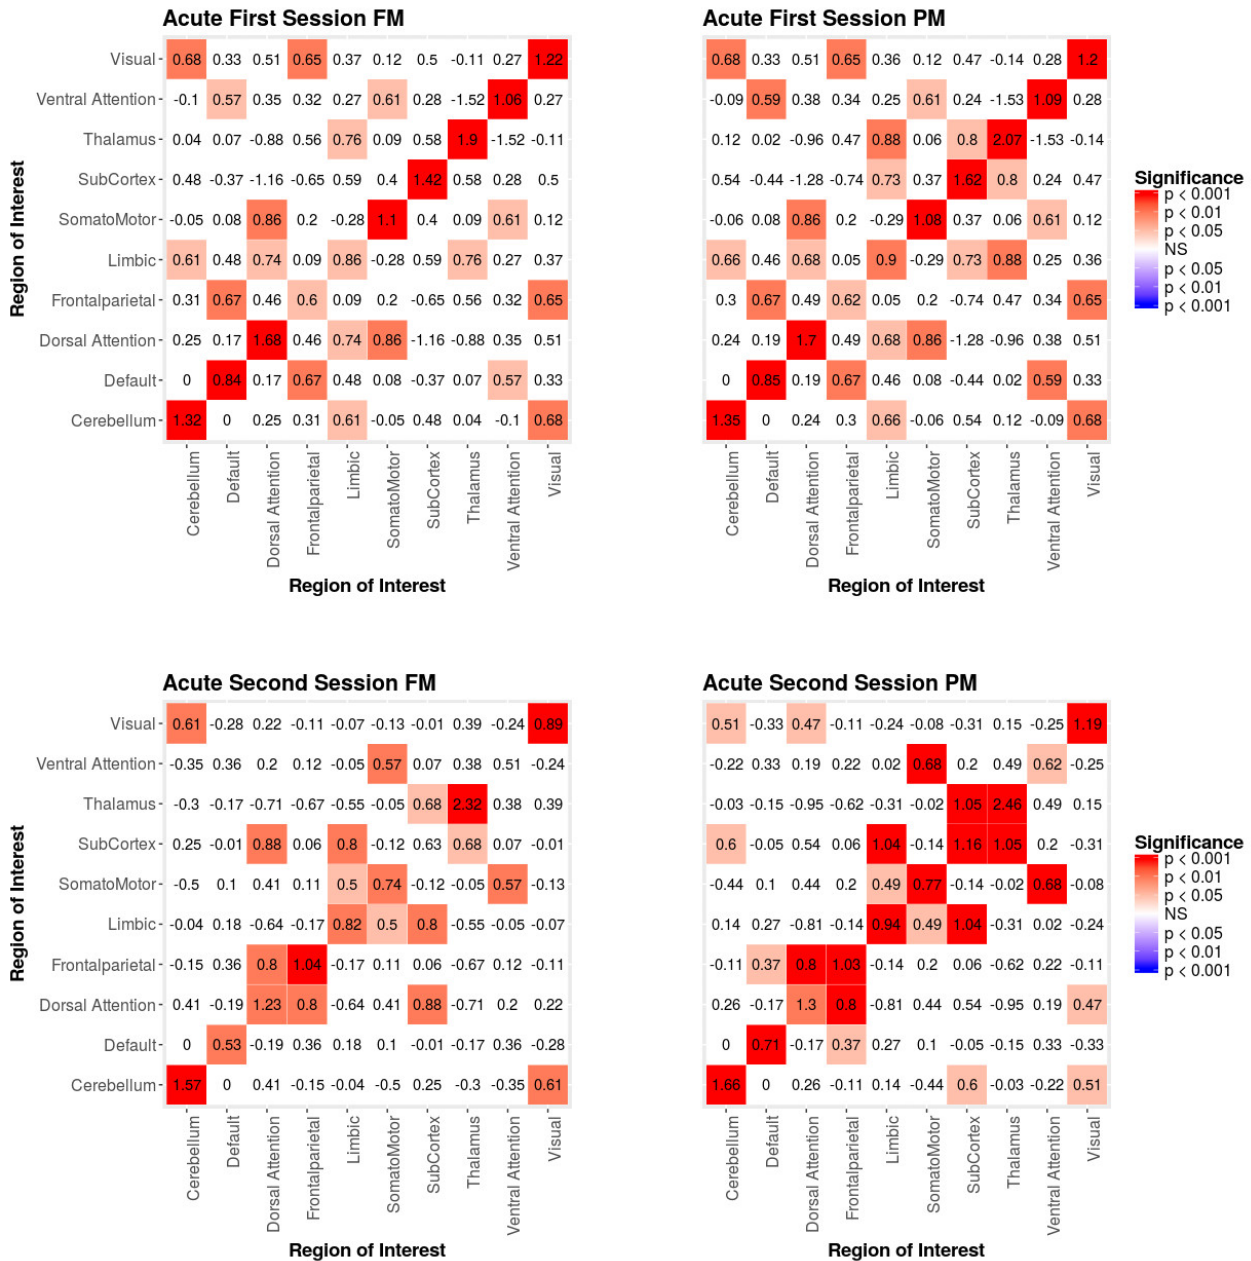 Acute First Session FM
Acute First Session PM
Visual 0.68 0.33 0.51 0.65 0.37 0.12 0.5 -0.11 0.27 1.22
0.68 0.33 0.51 0.65 0.36 0.12 0.47 -0.14 0.28 1.2
Ventral Attention -0.1 0.57 0.35 0.32 0.27 0.61 0.28 -1.52 1.06 0.27
-0.09 0.59 0.38 0.34 0.25 0.61 0.24 -1.53 1.09 0.28
Thalamus 0.04 0.07 -0.88 0.56 0.76 0.09 0.58 1.9 -1.52 -0.11
0.12 0.02 -0.96 0.47 0.88 0.06 0.8 2.07 -1.53 -0.14
SubCortex 0.48 -0.37 -1.16 -0.65 0.59 0.4 1.42 0.58 0.28 0.5
0.54 -0.44 -1.28 -0.74 0.73 0.37 1.62 0.8 0.24 0.47
SomatoMotor -0.05 0.08 0.86 0.2 -0.28 1.1 0.4 0.09 0.61 0.12
-0.06 0.08 0.86 0.2 -0.29 1.08 0.37 0.06 0.61 0.12
Limbic 0.61 0.48 0.74 0.09 0.86 -0.28 0.59 0.76 0.27 0.37
0.66 0.46 0.68 0.05 0.9 -0.29 0.73 0.88 0.25 0.36
Frontalparietal 0.31 0.67 0.46 0.6 0.09 0.2 -0.65 0.56 0.32 0.65
0.3 0.67 0.49 0.62 0.05 0.2 -0.74 0.47 0.34 0.65
Dorsal Attention 0.25 0.17 1.68 0.46 0.74 0.86 -1.16 -0.88 0.35 0.51
0.24 0.19 1.7 0.49 0.68 0.86 -1.28 -0.96 0.38 0.51
Default 0 0.84 0.17 0.67 0.48 0.08 -0.37 0.07 0.57 0.33
0 0.85 0.19 0.67 0.46 0.08 -0.44 0.02 0.59 0.33
Cerebellum 1.32 0 0.25 0.31 0.61 -0.05 0.48 0.04 -0.1 0.68
1.35 0 0.24 0.3 0.66 -0.06 0.54 0.12 -0.09 0.68
Region of Interest
Cerebellum
Default
Dorsal Attention
Frontalparietal
Limbic
SomatoMotor
SubCortex
Thalamus
Ventral Attention
Visual
Cerebellum
Default
Dorsal Attention
Frontalparietal
Limbic
SomatoMotor
SubCortex
Thalamus
Ventral Attention
Visual
Region of Interest
Region of Interest
Significance
p < 0.001
p < 0.01
p < 0.05
NS
p < 0.05
p < 0.01
p < 0.001
Acute Second Session FM
Acute Second Session PM
Visual 0.61 -0.28 0.22 -0.11 -0.07 -0.13 -0.01 0.39 -0.24 0.89
0.51 -0.33 0.47 -0.11 -0.24 -0.08 -0.31 0.15 -0.25 1.19
Ventral Attention -0.35 0.36 0.2 0.12 -0.05 0.57 0.07 0.38 0.51 -0.24
-0.22 0.33 0.19 0.22 0.02 0.68 0.2 0.49 0.62 -0.25
Thalamus -0.3 -0.17 -0.71 -0.67 -0.55 -0.05 0.68 2.32 0.38 0.39
-0.03 -0.15 -0.95 -0.62 -0.31 -0.02 1.05 2.46 0.49 0.15
SubCortex 0.25 -0.01 0.88 0.06 0.8 -0.12 0.63 0.68 0.07 -0.01
0.6 -0.05 0.54 0.06 1.04 -0.14 1.16 1.05 0.2 -0.31
SomatoMotor -0.5 0.1 0.41 0.11 0.5 0.74 -0.12 -0.05 0.57 -0.13
-0.44 0.1 0.44 0.2 0.49 0.77 -0.14 -0.02 0.68 -0.08
Limbic -0.04 0.18 -0.64 -0.17 0.82 0.5 0.8 -0.55 -0.05 -0.07
0.14 0.27 -0.81 -0.14 0.94 0.49 1.04 -0.31 0.02 -0.24
Frontalparietal -0.15 0.36 0.8 1.04 -0.17 0.11 0.06 -0.67 0.12 -0.11
-0.11 0.37 0.8 1.03 -0.14 0.2 0.06 -0.62 0.22 -0.11
Dorsal Attention 0.41 -0.19 1.23 0.8 -0.64 0.41 0.88 -0.71 0.2 0.22
0.26 -0.17 1.3 0.8 -0.81 0.44 0.54 -0.95 0.19 0.47
Default 0 0.53 -0.19 0.36 0.18 0.1 -0.01 -0.17 0.36 -0.28
0 0.71 -0.17 0.37 0.27 0.1 -0.05 -0.15 0.33 -0.33
Cerebellum 1.57 0 0.41 -0.15 -0.04 -0.5 0.25 -0.3 -0.35 0.61
1.66 0 0.26 -0.11 0.14 -0.44 0.6 -0.03 -0.22 0.51
Region of Interest
Cerebellum
Default
Dorsal Attention
Frontalparietal
Limbic
SomatoMotor
SubCortex
Thalamus
Ventral Attention
Visual
Cerebellum
Default
Dorsal Attention
Frontalparietal
Limbic
SomatoMotor
SubCortex
Thalamus
Ventral Attention
Visual
Region of Interest
Region of Interest
Significance
p < 0.001
p < 0.01
p < 0.05
NS
p < 0.05
p < 0.01
p < 0.001